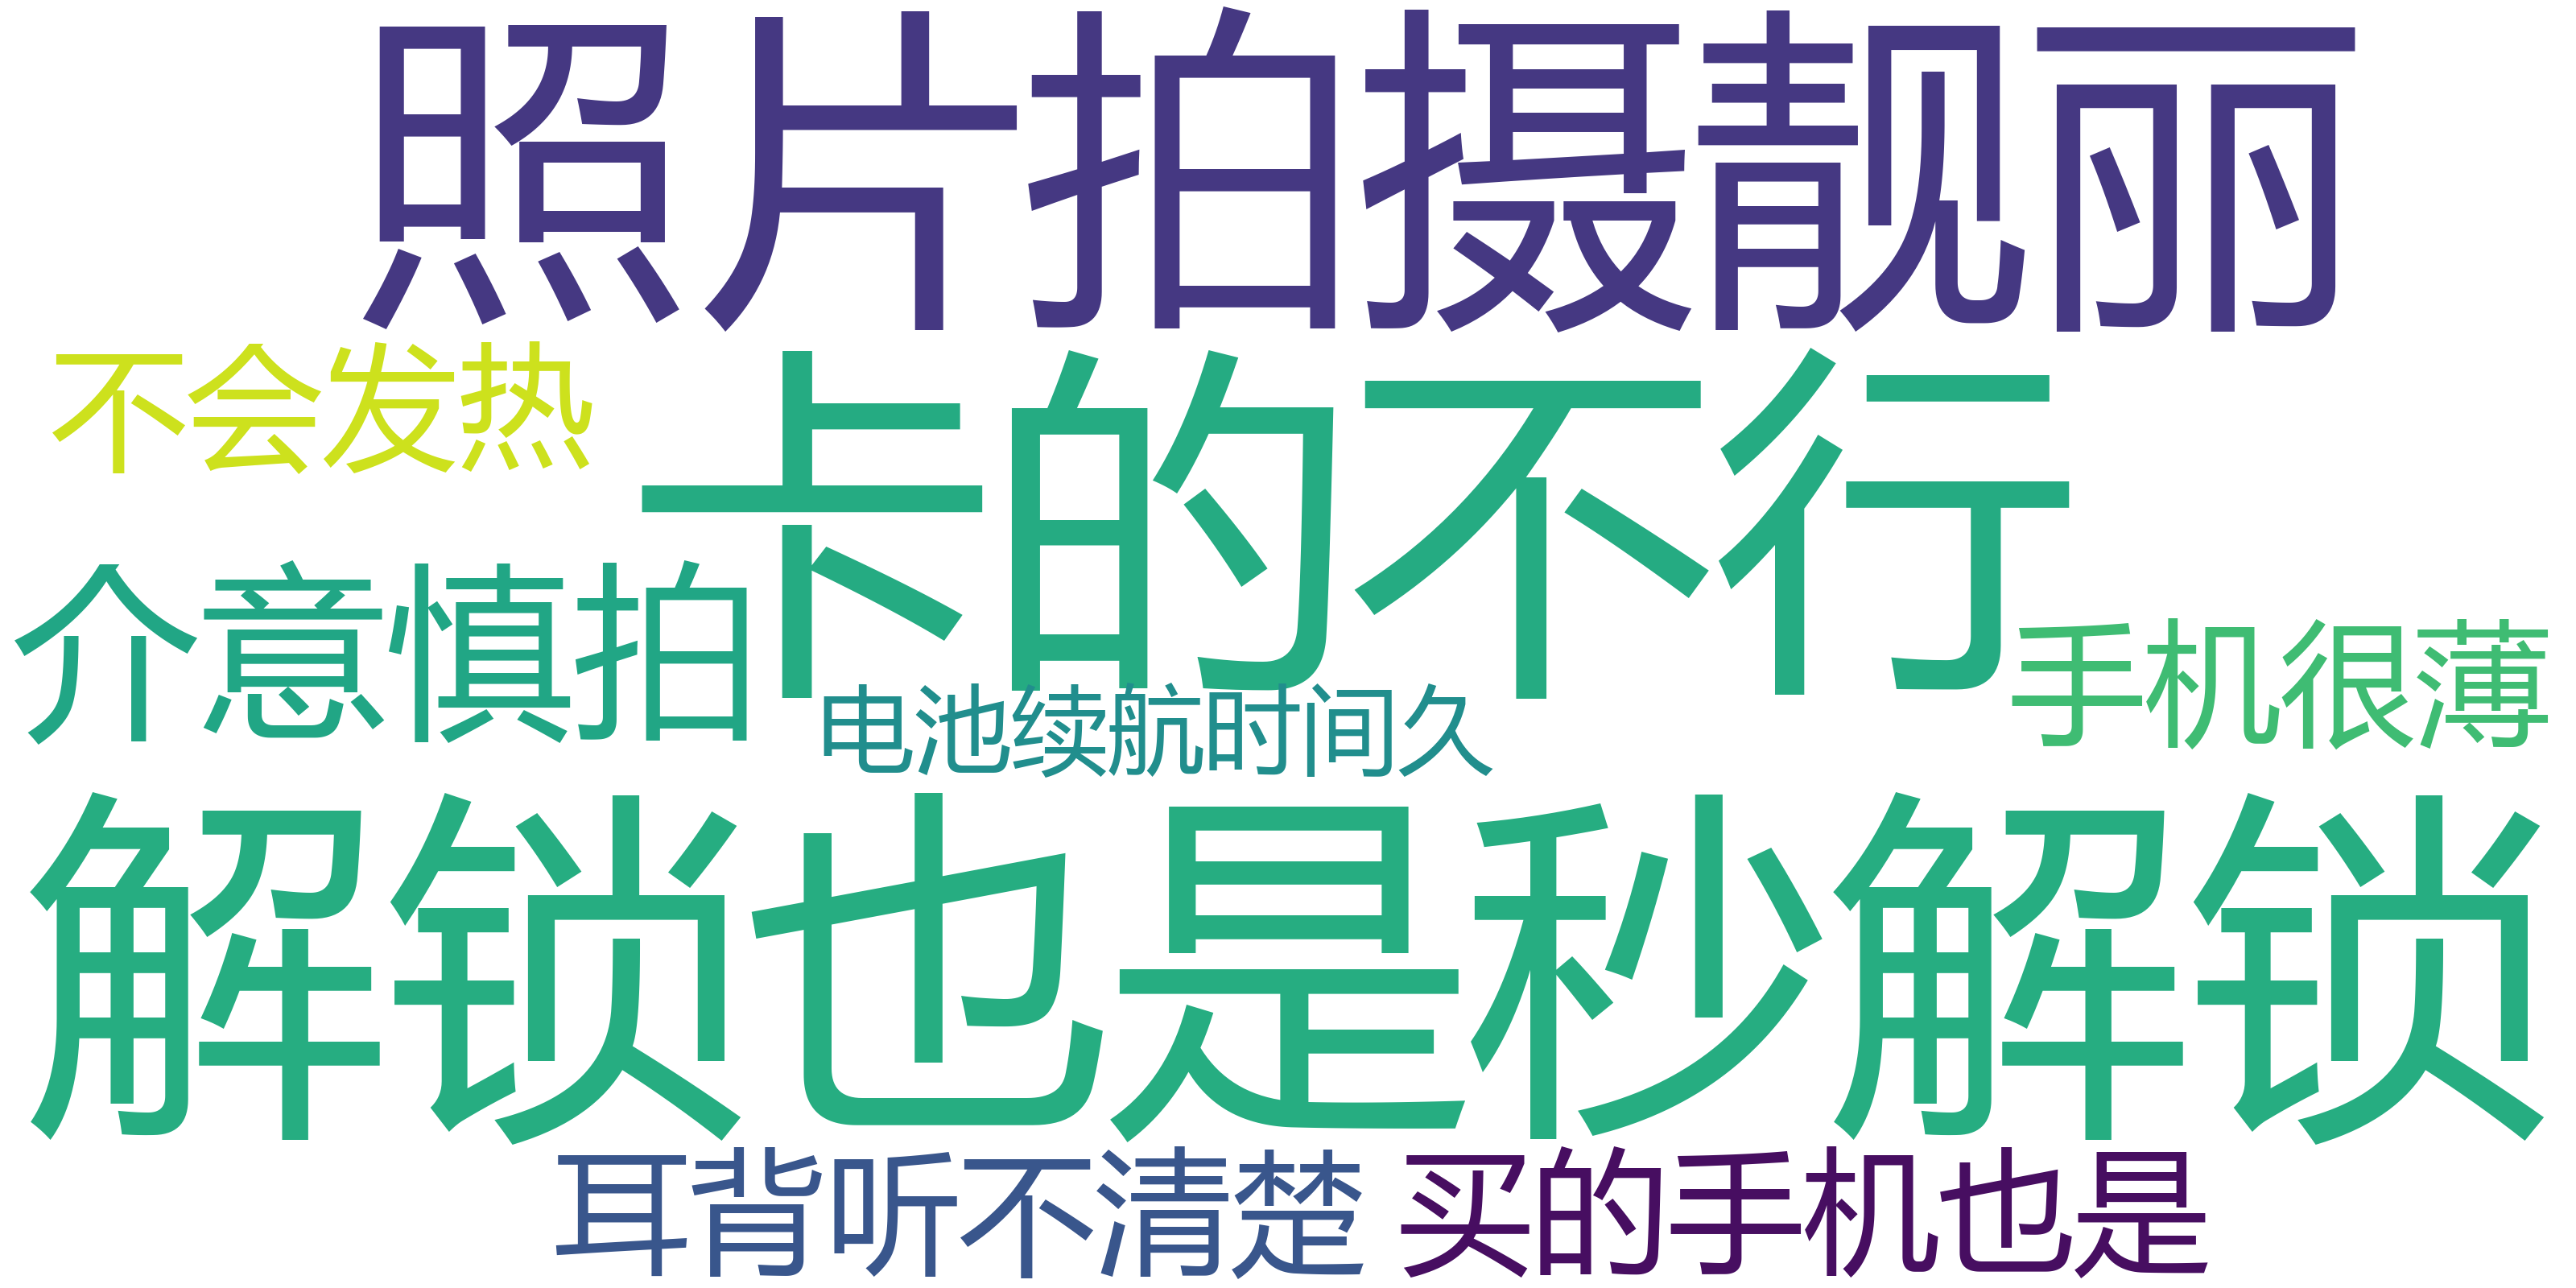 照片拍摄靓丽
不会发热
卡的不行
介意慎拍
手机很薄
电池续航时间久
解锁也是秒解锁
耳背听不清楚
买的手机也是